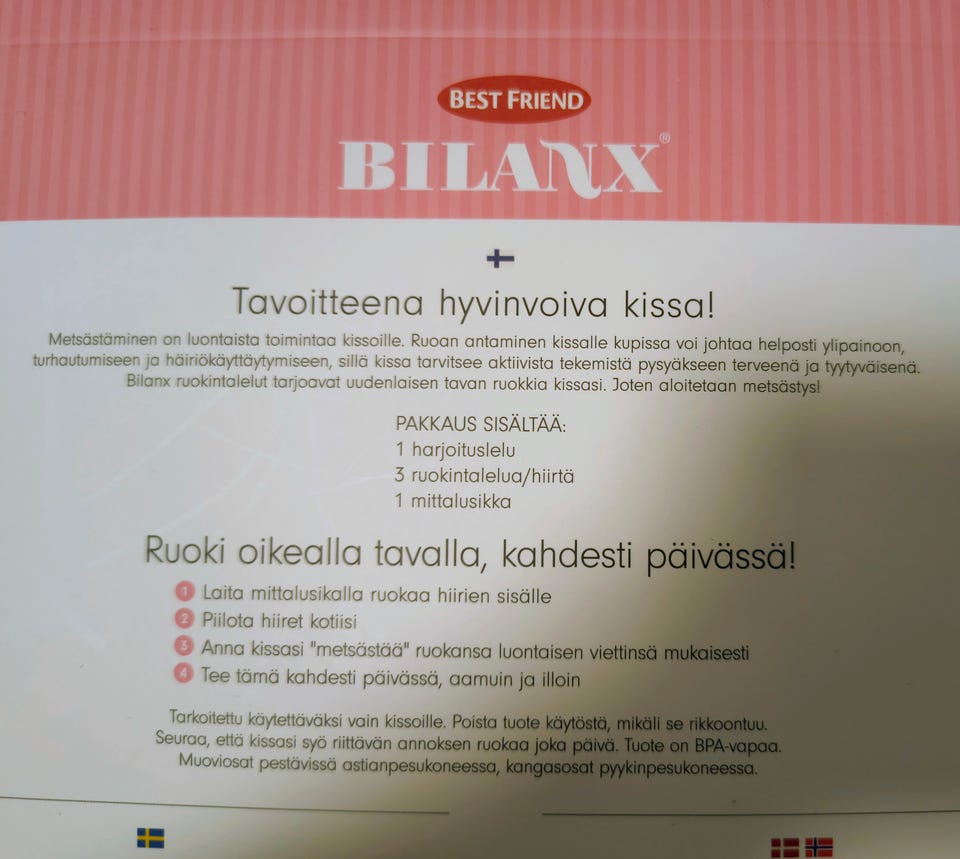 BEST FRIEND
BILANX®
Tavoitteena hyvinvoiva kissa!
Metsästäminen on luontaista toimintaa kissoille. Ruoan antaminen kissalle kupissa voi johtaa helposti ylipainoon,
turhautumiseen ja häiriökäyttäytymiseen, sillä kissa tarvitsee aktiivista tekemistä pysyäkseen terveenä ja tyytyväisenä.
Bilanx ruokintalelut tarjoavat uudenlaisen tavan ruokkia kissasi. Joten aloitetaan metsästys!
PAKKAUS SISÄLTÄÄ:
1 harjoituslelu
3 ruokintalelua/hiirtä
1 mittalusikka
Ruoki oikealla tavalla, kahdesti päivässä!
1 Laita mittalusikalla ruokaa hiirien sisälle
2 Piilota hiiret kotiisi
3 Anna kissasi "metsästää" ruokansa luontaisen viettinsä mukaisesti
4 Tee tämä kahdesti päivässä, aamuin ja illoin
Tarkoitettu käytettäväksi vain kissoille. Poista tuote käytöstä, mikäli se rikkoontuu.
Seuraa, että kissasi syö riittävän annoksen ruokaa joka päivä. Tuote on BPA-vapaa.
Muoviosat pestävissä astianpesukoneessa, kangasosat pyykinpesukoneessa.